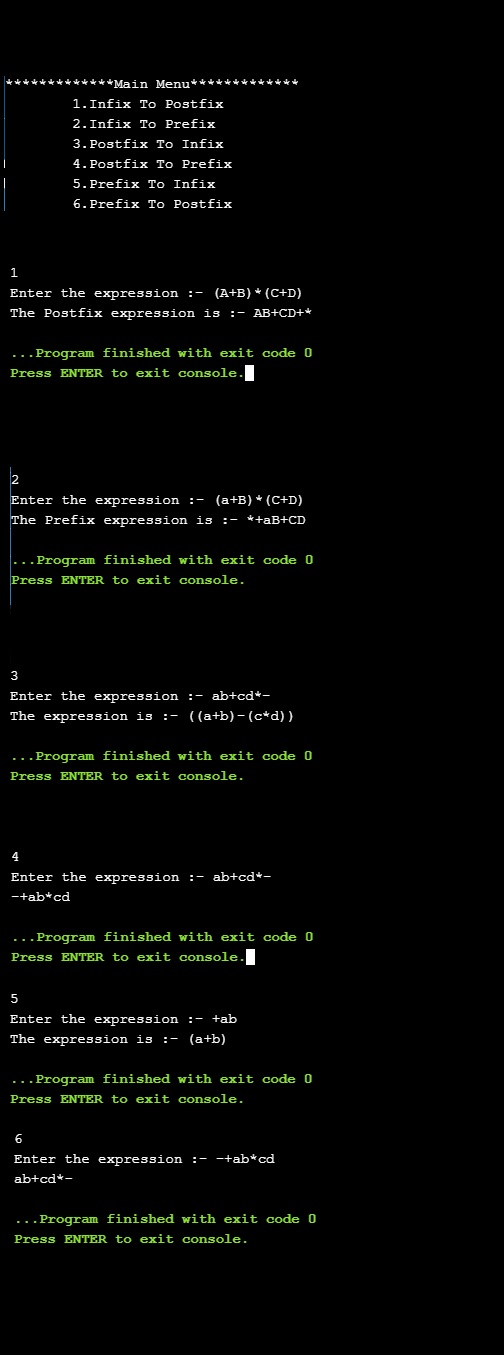 *************Main Menu*************
1.Infix To Postfix
2.Infix To Prefix
3.Postfix To Infix
4.Postfix To Prefix
5.Prefix To Infix
6.Prefix To Postfix
1
Enter the expression :- (A+B)*(C+D)
The Postfix expression is :- AB+CD+*
...Program finished with exit code 0
Press ENTER to exit console.
2
Enter the expression :- (a+B)*(C+D)
The Prefix expression is :- *+aB+CD
...Program finished with exit code 0
Press ENTER to exit console.
3
Enter the expression :- ab+cd*-
The expression is :- ((a+b)-(c*d))
...Program finished with exit code 0
Press ENTER to exit console.
4
Enter the expression :- ab+cd*-
-+ab*cd
...Program finished with exit code 0
Press ENTER to exit console.
5
Enter the expression :- +ab
The expression is :- (a+b)
...Program finished with exit code 0
Press ENTER to exit console.
6
Enter the expression :- -+ab*cd
ab+cd*-
...Program finished with exit code 0
Press ENTER to exit console.